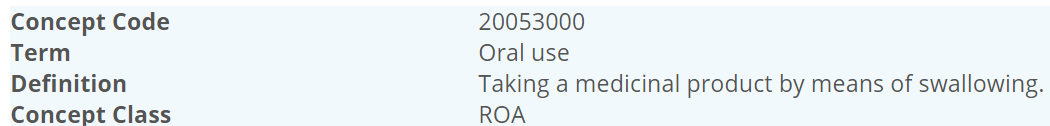 Concept Code 20053000
Term Oral use
Definition Taking a medicinal product by means of swallowing.
Concept Class ROA